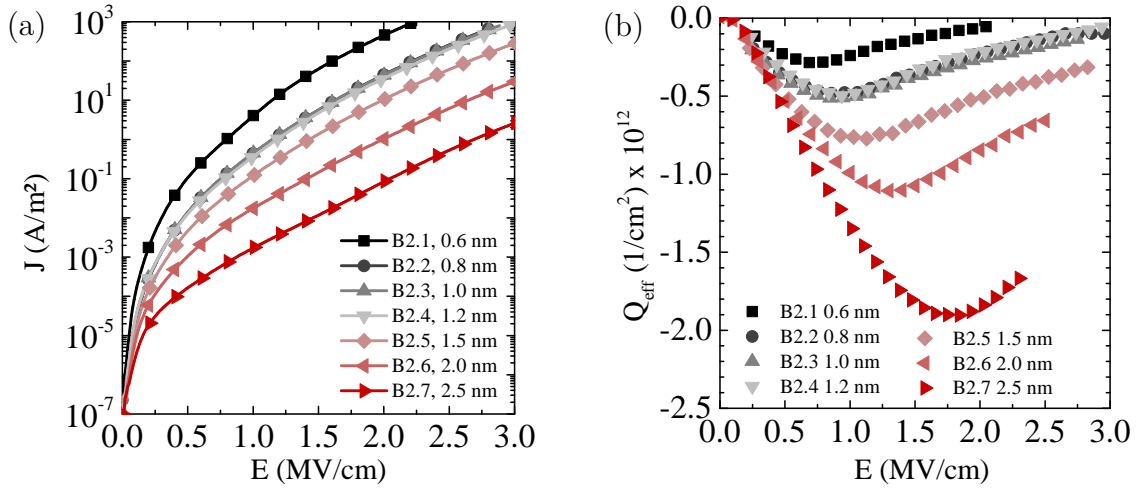 (a)
10³
10¹
10⁻¹
10⁻³
10⁻⁵
10⁻⁷
J (A/m²)
B2.1, 0.6 nm
B2.2, 0.8 nm
B2.3, 1.0 nm
B2.4, 1.2 nm
B2.5, 1.5 nm
B2.6, 2.0 nm
B2.7, 2.5 nm
0.0 0.5 1.0 1.5 2.0 2.5 3.0
E (MV/cm)
(b)
0.0
-0.5
-1.0
-1.5
-2.0
-2.5
Q_eff (1/cm²) x 10¹²
B2.1 0.6 nm
B2.2 0.8 nm
B2.3 1.0 nm
B2.4 1.2 nm
B2.5 1.5 nm
B2.6 2.0 nm
B2.7 2.5 nm
0.0 0.5 1.0 1.5 2.0 2.5 3.0
E (MV/cm)